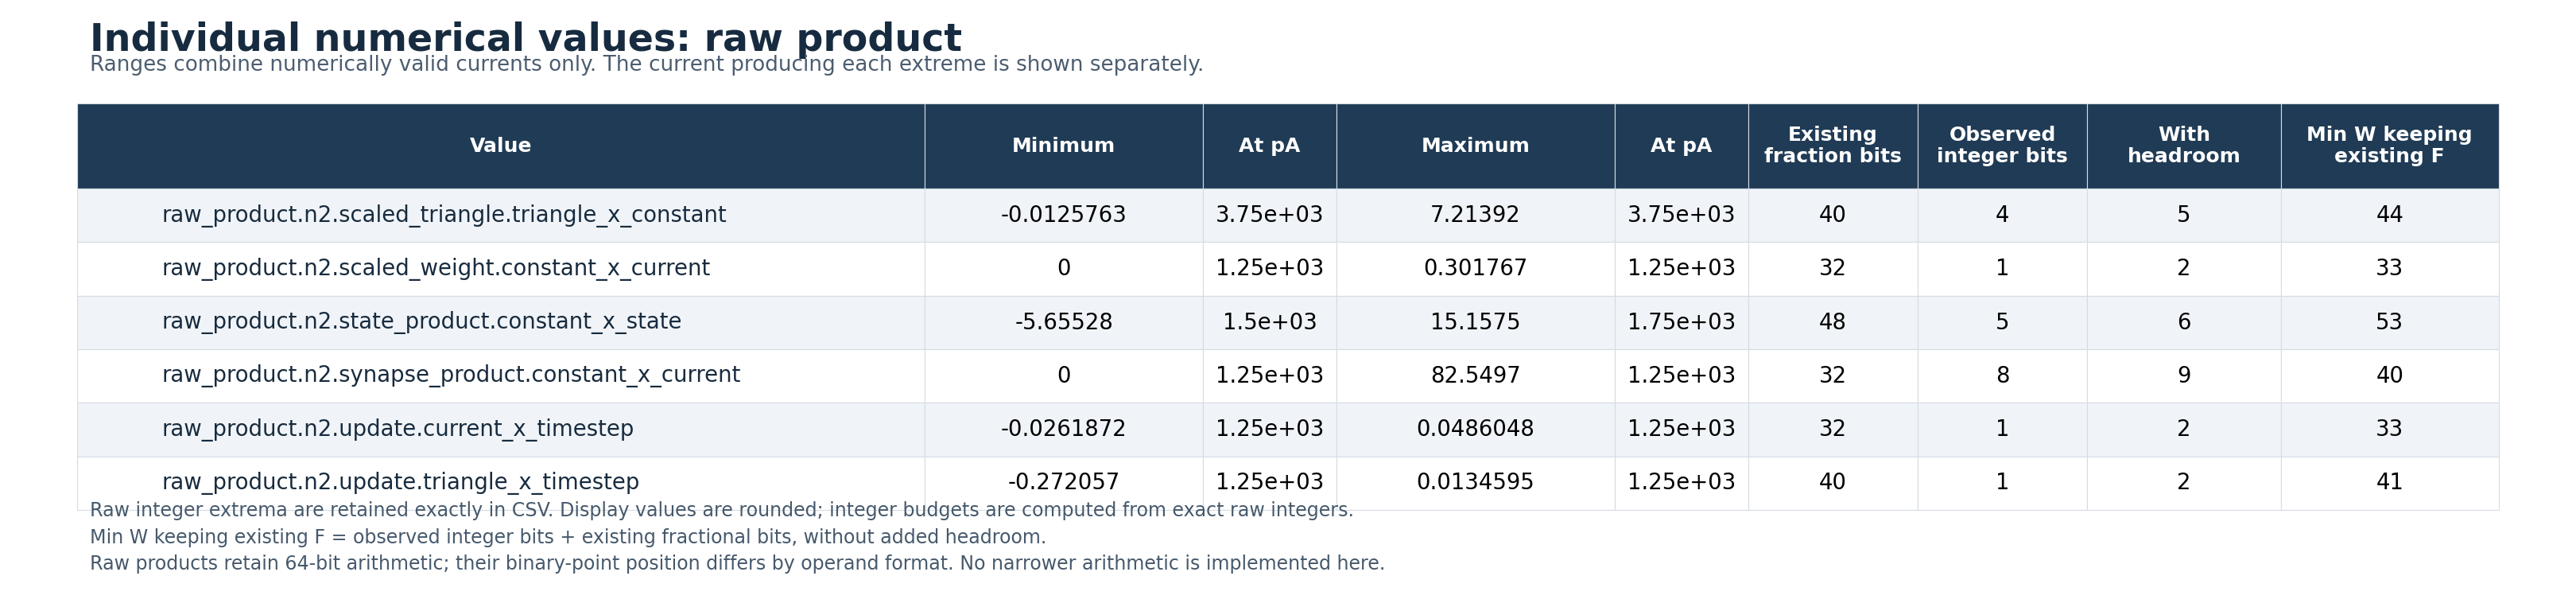 Individual numerical values: raw product
Ranges combine numerically valid currents only. The current producing each extreme is shown separately.
Value Minimum At pA Maximum At pA Existing fraction bits Observed integer bits With headroom Min W keeping existing F
raw_product.n2.scaled_triangle.triangle_x_constant -0.0125763 3.75e+03 7.21392 3.75e+03 40 4 5 44
raw_product.n2.scaled_weight.constant_x_current 0 1.25e+03 0.301767 1.25e+03 32 1 2 33
raw_product.n2.state_product.constant_x_state -5.65528 1.5e+03 15.1575 1.75e+03 48 5 6 53
raw_product.n2.synapse_product.constant_x_current 0 1.25e+03 82.5497 1.25e+03 32 8 9 40
raw_product.n2.update.current_x_timestep -0.0261872 1.25e+03 0.0486048 1.25e+03 32 1 2 33
raw_product.n2.update.triangle_x_timestep -0.272057 1.25e+03 0.0134595 1.25e+03 40 1 2 41
Raw integer extrema are retained exactly in CSV. Display values are rounded; integer budgets are computed from exact raw integers.
Min W keeping existing F = observed integer bits + existing fractional bits, without added headroom.
Raw products retain 64-bit arithmetic; their binary-point position differs by operand format. No narrower arithmetic is implemented here.